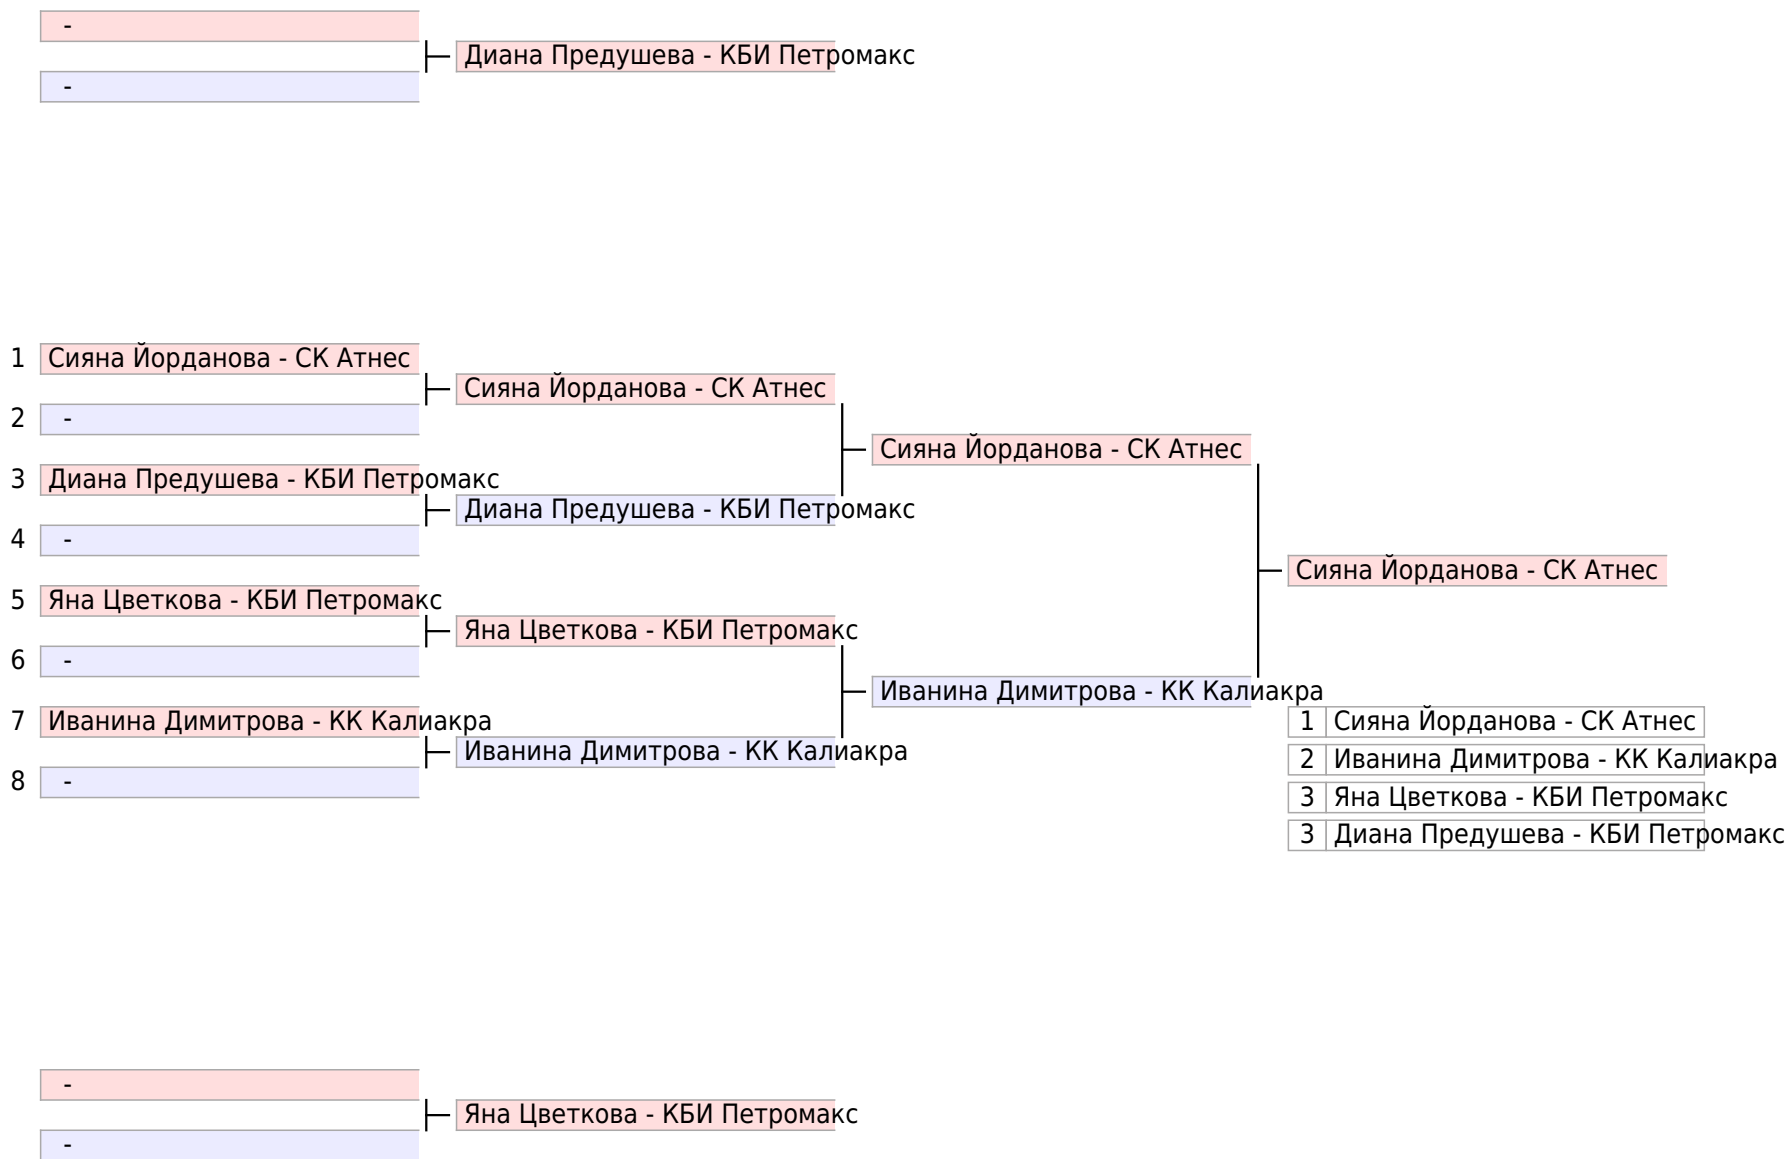 -
Диана Предушева - КБИ Петромакс
-
1 Сияна Йорданова - СК Атнес
Сияна Йорданова - СК Атнес
2 -
Сияна Йорданова - СК Атнес
3 Диана Предушева - КБИ Петромакс
Диана Предушева - КБИ Петромакс
4 -
Сияна Йорданова - СК Атнес
5 Яна Цветкова - КБИ Петромакс
Яна Цветкова - КБИ Петромакс
6 -
Иванина Димитрова - КК Калиакра
7 Иванина Димитрова - КК Калиакра
1 Сияна Йорданова - СК Атнес
Иванина Димитрова - КК Калиакра
2 Иванина Димитрова - КК Калиакра
8 -
3 Яна Цветкова - КБИ Петромакс
3 Диана Предушева - КБИ Петромакс
-
Яна Цветкова - КБИ Петромакс
-